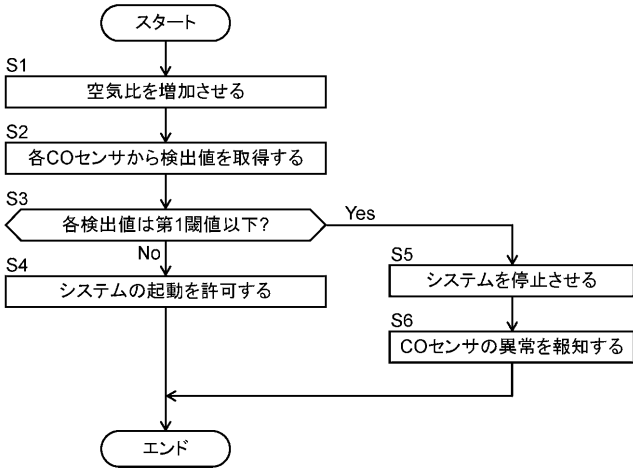 スタート
S1
空気比を増加させる
S2
各COセンサから検出値を取得する
S3
各検出値は第1閾値以下?
Yes
No
S4
システムの起動を許可する
S5
システムを停止させる
S6
COセンサの異常を報知する
エンド